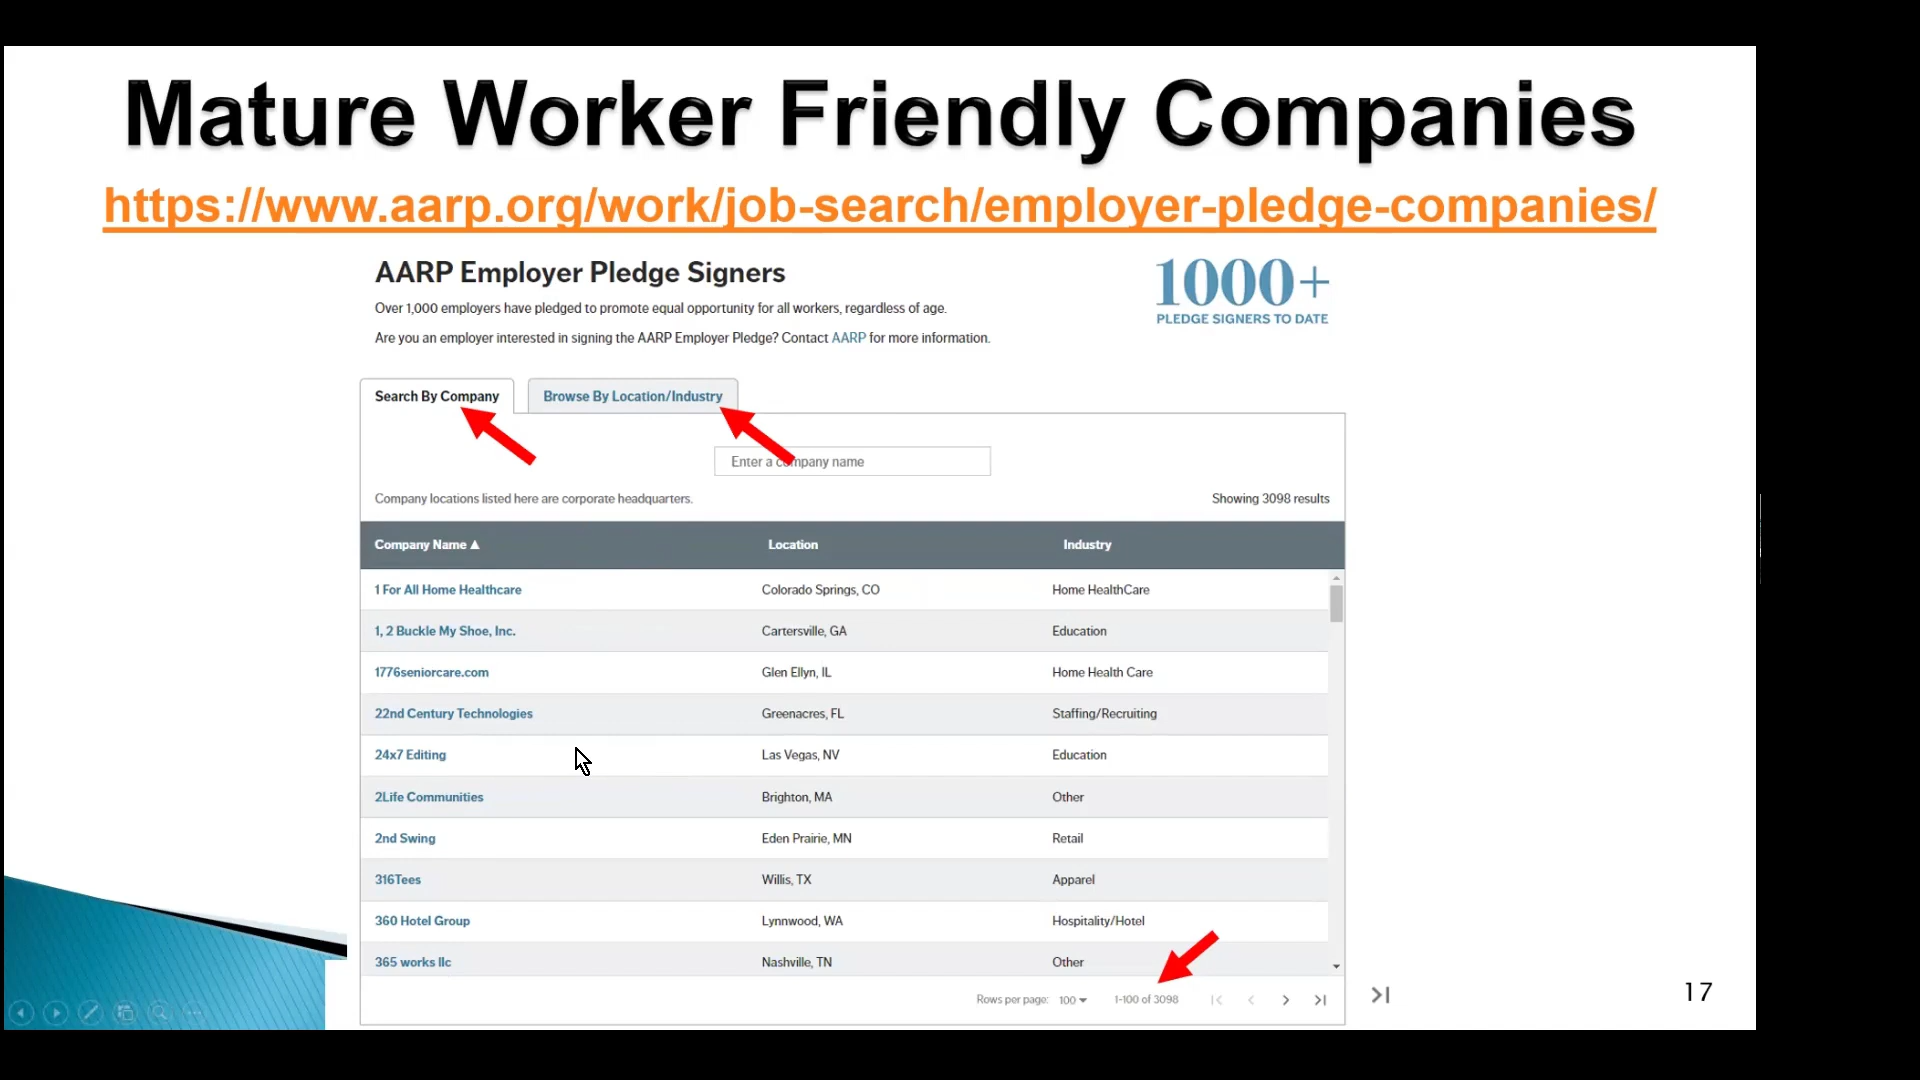 Mature Worker Friendly Companies
https://www.aarp.org/work/job-search/employer-pledge-companies/
AARP Employer Pledge Signers
1000+
PLEDGE SIGNERS TO DATE
Over 1,000 employers have pledged to promote equal opportunity for all workers, regardless of age.
Are you an employer interested in signing the AARP Employer Pledge? Contact AARP for more information.
Search By Company
Browse By Location/Industry
Enter a company name
Company locations listed here are corporate headquarters.
Showing 3098 results
Company Name ▲ Location Industry
1 For All Home Healthcare Colorado Springs, CO Home HealthCare
1, 2 Buckle My Shoe, Inc. Cartersville, GA Education
1776seniorcare.com Glen Ellyn, IL Home Health Care
22nd Century Technologies Greenacres, FL Staffing/Recruiting
24x7 Editing Las Vegas, NV Education
2Life Communities Brighton, MA Other
2nd Swing Eden Prairie, MN Retail
316Tees Willis, TX Apparel
360 Hotel Group Lynnwood, WA Hospitality/Hotel
365 works llc Nashville, TN Other
Rows per page: 100 1-100 of 3098
17